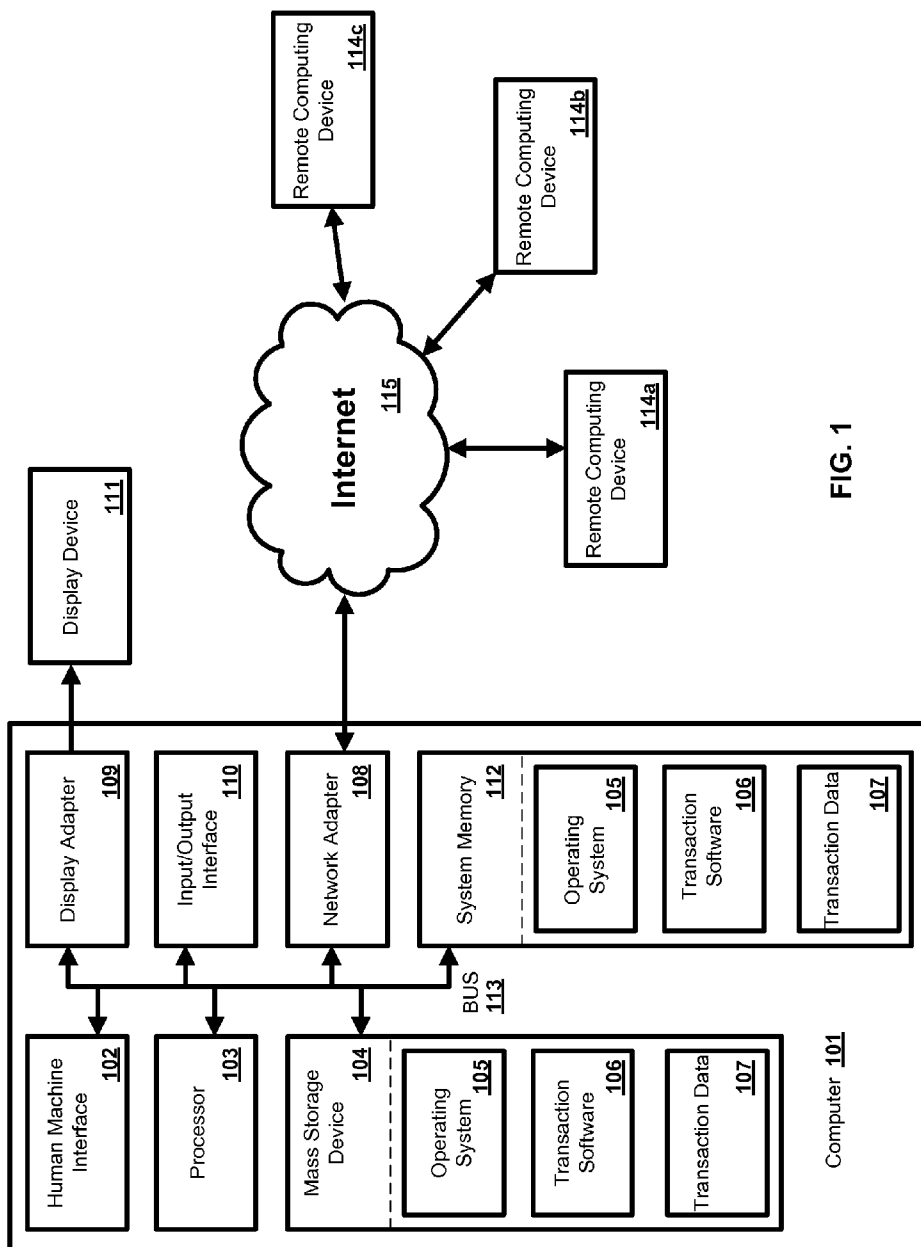 Human Machine
Interface
102
Processor
103
Mass Storage
Device
104
Operating
System
105
Transaction
Software
106
Transaction Data
107
Computer 101
BUS
113
Display Adapter
109
Input/Output
Interface
110
Network Adapter
108
System Memory
112
Operating
System
105
Transaction
Software
106
Transaction Data
107
Display Device
111
Internet
115
Remote Computing
Device
114a
Remote Computing
Device
114b
Remote Computing
Device
114c
FIG. 1